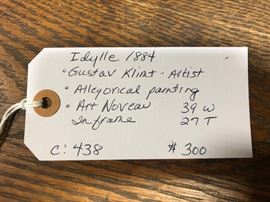 Idylle 1884
• Gustav Klimt - Artist
• Allegorical painting
• Art Noveau 39 W
In frame 27 T
C: 438 $ 300